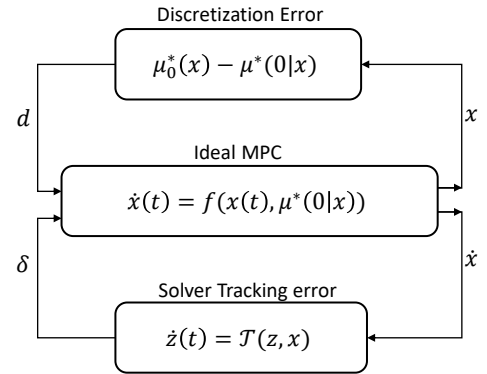 Discretization Error
μ₀*(x) − μ*(0|x)
d
x
Ideal MPC
ẋ(t) = f(x(t), μ*(0|x))
δ
ẋ
Solver Tracking error
ż(t) = 𝒯(z, x)